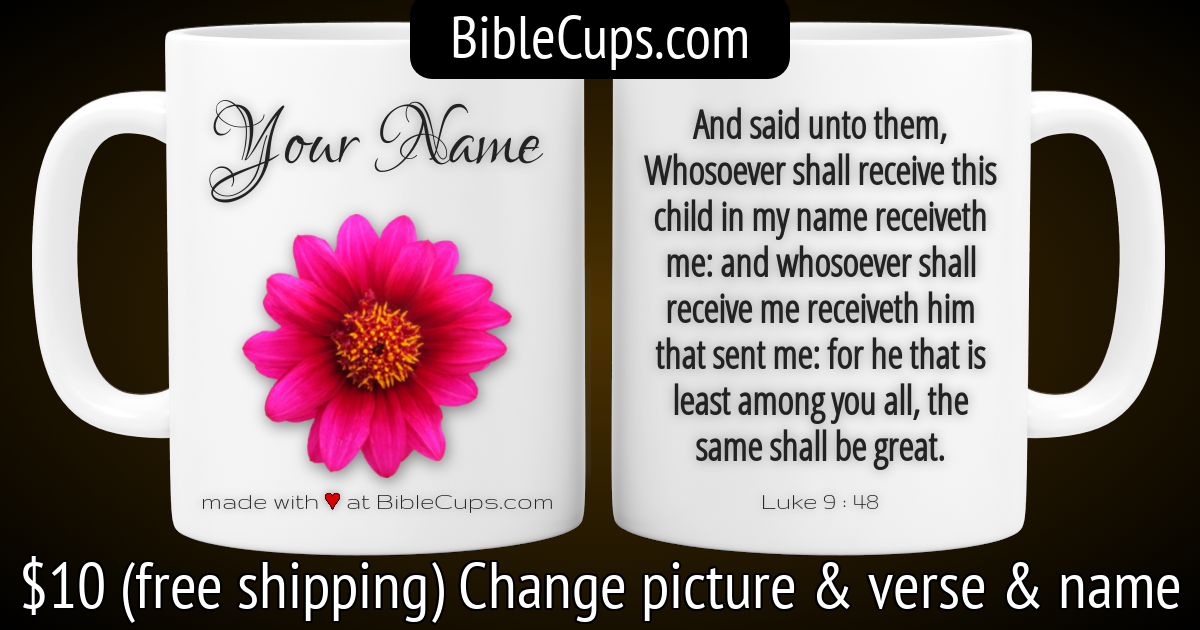 BibleCups.com
Your Name
made with ♥ at BibleCups.com
And said unto them,
Whosoever shall receive this
child in my name receiveth
me: and whosoever shall
receive me receiveth him
that sent me: for he that is
least among you all, the
same shall be great.
Luke 9 : 48
$10 (free shipping) Change picture & verse & name